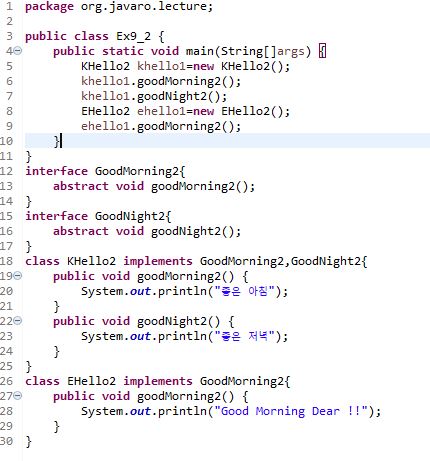 1 package org.javaro.lecture;
2
3 public class Ex9_2 {
4     public static void main(String[]args) {
5         KHello2 khello1=new KHello2();
6         khello1.goodMorning2();
7         khello1.goodNight2();
8         EHello2 ehello1=new EHello2();
9         ehello1.goodMorning2();
10     }
11 }
12 interface GoodMorning2{
13     abstract void goodMorning2();
14 }
15 interface GoodNight2{
16     abstract void goodNight2();
17 }
18 class KHello2 implements GoodMorning2,GoodNight2{
19     public void goodMorning2() {
20         System.out.println("좋은 아침");
21     }
22     public void goodNight2() {
23         System.out.println("좋은 저녁");
24     }
25 }
26 class EHello2 implements GoodMorning2{
27     public void goodMorning2() {
28         System.out.println("Good Morning Dear !!");
29     }
30 }